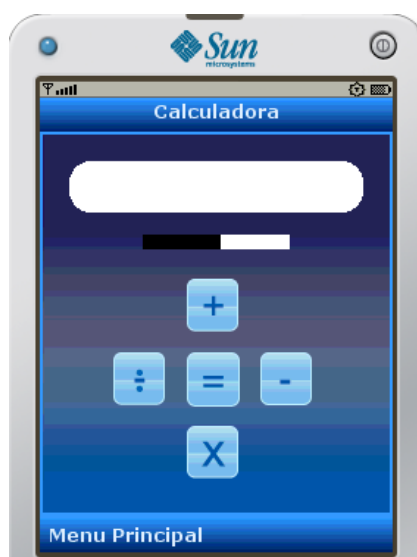 Sun
microsystems
Calculadora
+
÷ = -
X
Menu Principal